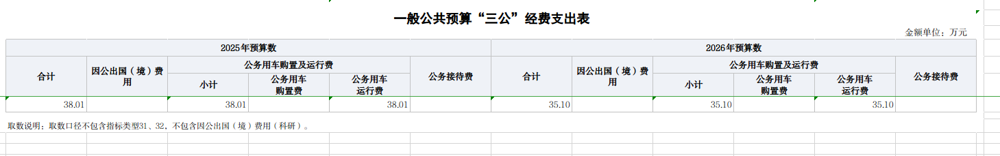 一般公共预算“三公”经费支出表
金额单位：万元
2025年预算数 2026年预算数
合计 因公出国（境）费用 公务用车购置及运行费 公务接待费 合计 因公出国（境）费用 公务用车购置及运行费 公务接待费
小计 公务用车购置费 公务用车运行费 小计 公务用车购置费 公务用车运行费
38.01 38.01 38.01 35.10 35.10 35.10
取数说明：取数口径不包含指标类型31、32，不包含因公出国（境）费用（科研）。